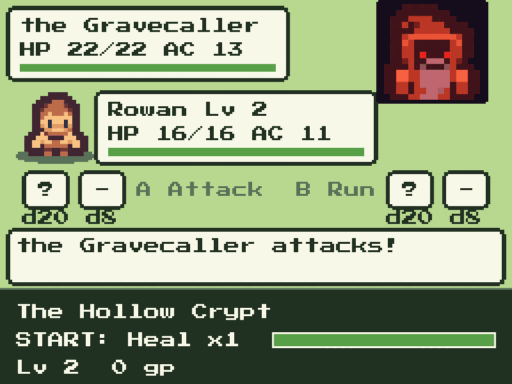 the Gravecaller
HP 22/22 AC 13
Rowan Lv 2
HP 16/16 AC 11
? - A Attack B Run ? -
d20 d8 d20 d8
the Gravecaller attacks!
The Hollow Crypt
START: Heal x1
Lv 2 0 gp